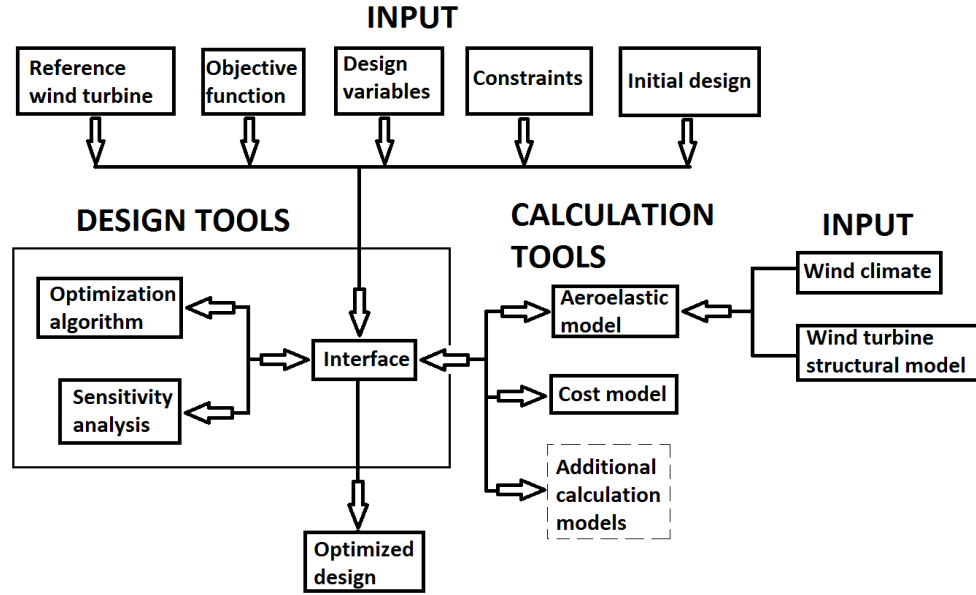 INPUT
Reference
wind turbine
Objective
function
Design
variables
Constraints
Initial design
DESIGN TOOLS
CALCULATION
TOOLS
INPUT
Optimization
algorithm
Sensitivity
analysis
Interface
Aeroelastic
model
Cost model
Additional
calculation
models
Wind climate
Wind turbine
structural model
Optimized
design